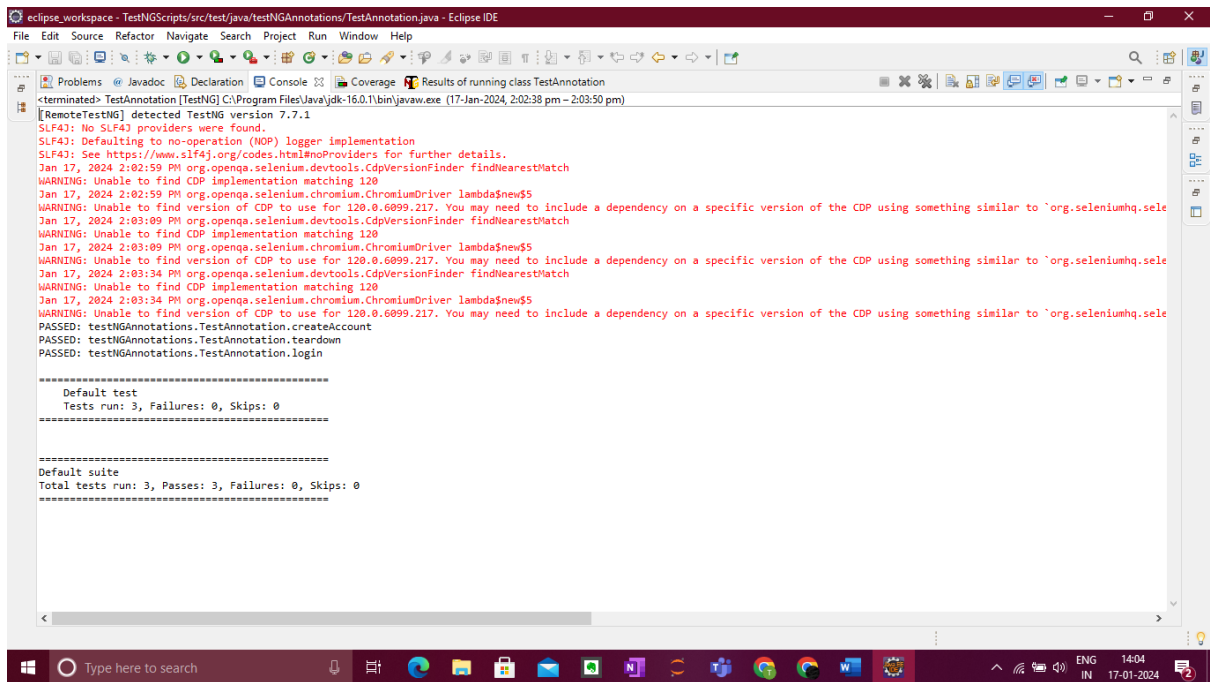 eclipse_workspace - TestNGScripts/src/test/java/testNGAnnotations/TestAnnotation.java - Eclipse IDE
File Edit Source Refactor Navigate Search Project Run Window Help
Problems @ Javadoc Declaration Console Coverage Results of running class TestAnnotation
<terminated> TestAnnotation [TestNG] C:\Program Files\Java\jdk-16.0.1\bin\javaw.exe (17-Jan-2024, 2:02:38 pm – 2:03:50 pm)
[RemoteTestNG] detected TestNG version 7.7.1
SLF4J: No SLF4J providers were found.
SLF4J: Defaulting to no-operation (NOP) logger implementation
SLF4J: See https://www.slf4j.org/codes.html#noProviders for further details.
Jan 17, 2024 2:02:59 PM org.openqa.selenium.devtools.CdpVersionFinder findNearestMatch
WARNING: Unable to find CDP implementation matching 120
Jan 17, 2024 2:02:59 PM org.openqa.selenium.chromium.ChromiumDriver lambda$new$5
WARNING: Unable to find version of CDP to use for 120.0.6099.217. You may need to include a dependency on a specific version of the CDP using something similar to `org.seleniumhq.sele
Jan 17, 2024 2:03:09 PM org.openqa.selenium.devtools.CdpVersionFinder findNearestMatch
WARNING: Unable to find CDP implementation matching 120
Jan 17, 2024 2:03:09 PM org.openqa.selenium.chromium.ChromiumDriver lambda$new$5
WARNING: Unable to find version of CDP to use for 120.0.6099.217. You may need to include a dependency on a specific version of the CDP using something similar to `org.seleniumhq.sele
Jan 17, 2024 2:03:34 PM org.openqa.selenium.devtools.CdpVersionFinder findNearestMatch
WARNING: Unable to find CDP implementation matching 120
Jan 17, 2024 2:03:34 PM org.openqa.selenium.chromium.ChromiumDriver lambda$new$5
WARNING: Unable to find version of CDP to use for 120.0.6099.217. You may need to include a dependency on a specific version of the CDP using something similar to `org.seleniumhq.sele
PASSED: testNGAnnotations.TestAnnotation.createAccount
PASSED: testNGAnnotations.TestAnnotation.teardown
PASSED: testNGAnnotations.TestAnnotation.login
===============================================
Default test
Tests run: 3, Failures: 0, Skips: 0
===============================================
===============================================
Default suite
Total tests run: 3, Passes: 3, Failures: 0, Skips: 0
===============================================
Type here to search
ENG 14:04
IN 17-01-2024
2